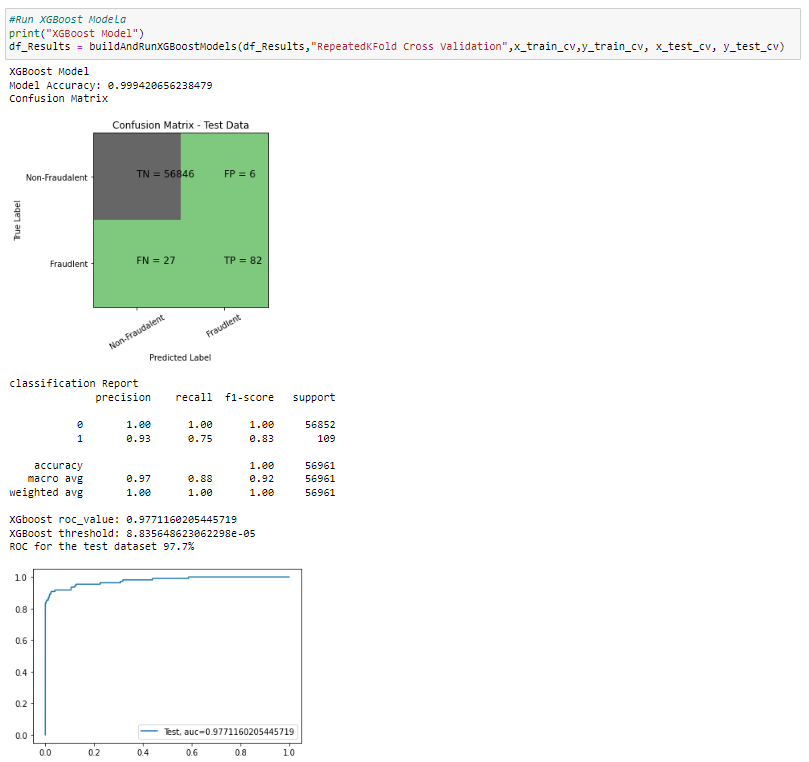 #Run XGBoost Modela
print("XGBoost Model")
df_Results = buildAndRunXGBoostModels(df_Results,"RepeatedKFold Cross Validation",x_train_cv,y_train_cv, x_test_cv, y_test_cv)
XGBoost Model
Model Accuracy: 0.999420656238479
Confusion Matrix
Confusion Matrix - Test Data
TN = 56846 FP = 6
Non-Fraudalent
True Label
FN = 27 TP = 82
Fraudlent
Non-Fraudalent Fraudlent
Predicted Label
classification Report
precision recall f1-score support
0 1.00 1.00 1.00 56852
1 0.93 0.75 0.83 109
accuracy 1.00 56961
macro avg 0.97 0.88 0.92 56961
weighted avg 1.00 1.00 1.00 56961
XGboost roc_value: 0.9771160205445719
XGBoost threshold: 8.835648623062298e-05
ROC for the test dataset 97.7%
1.0
0.8
0.6
0.4
0.2
0.0
Test, auc=0.9771160205445719
0.0 0.2 0.4 0.6 0.8 1.0